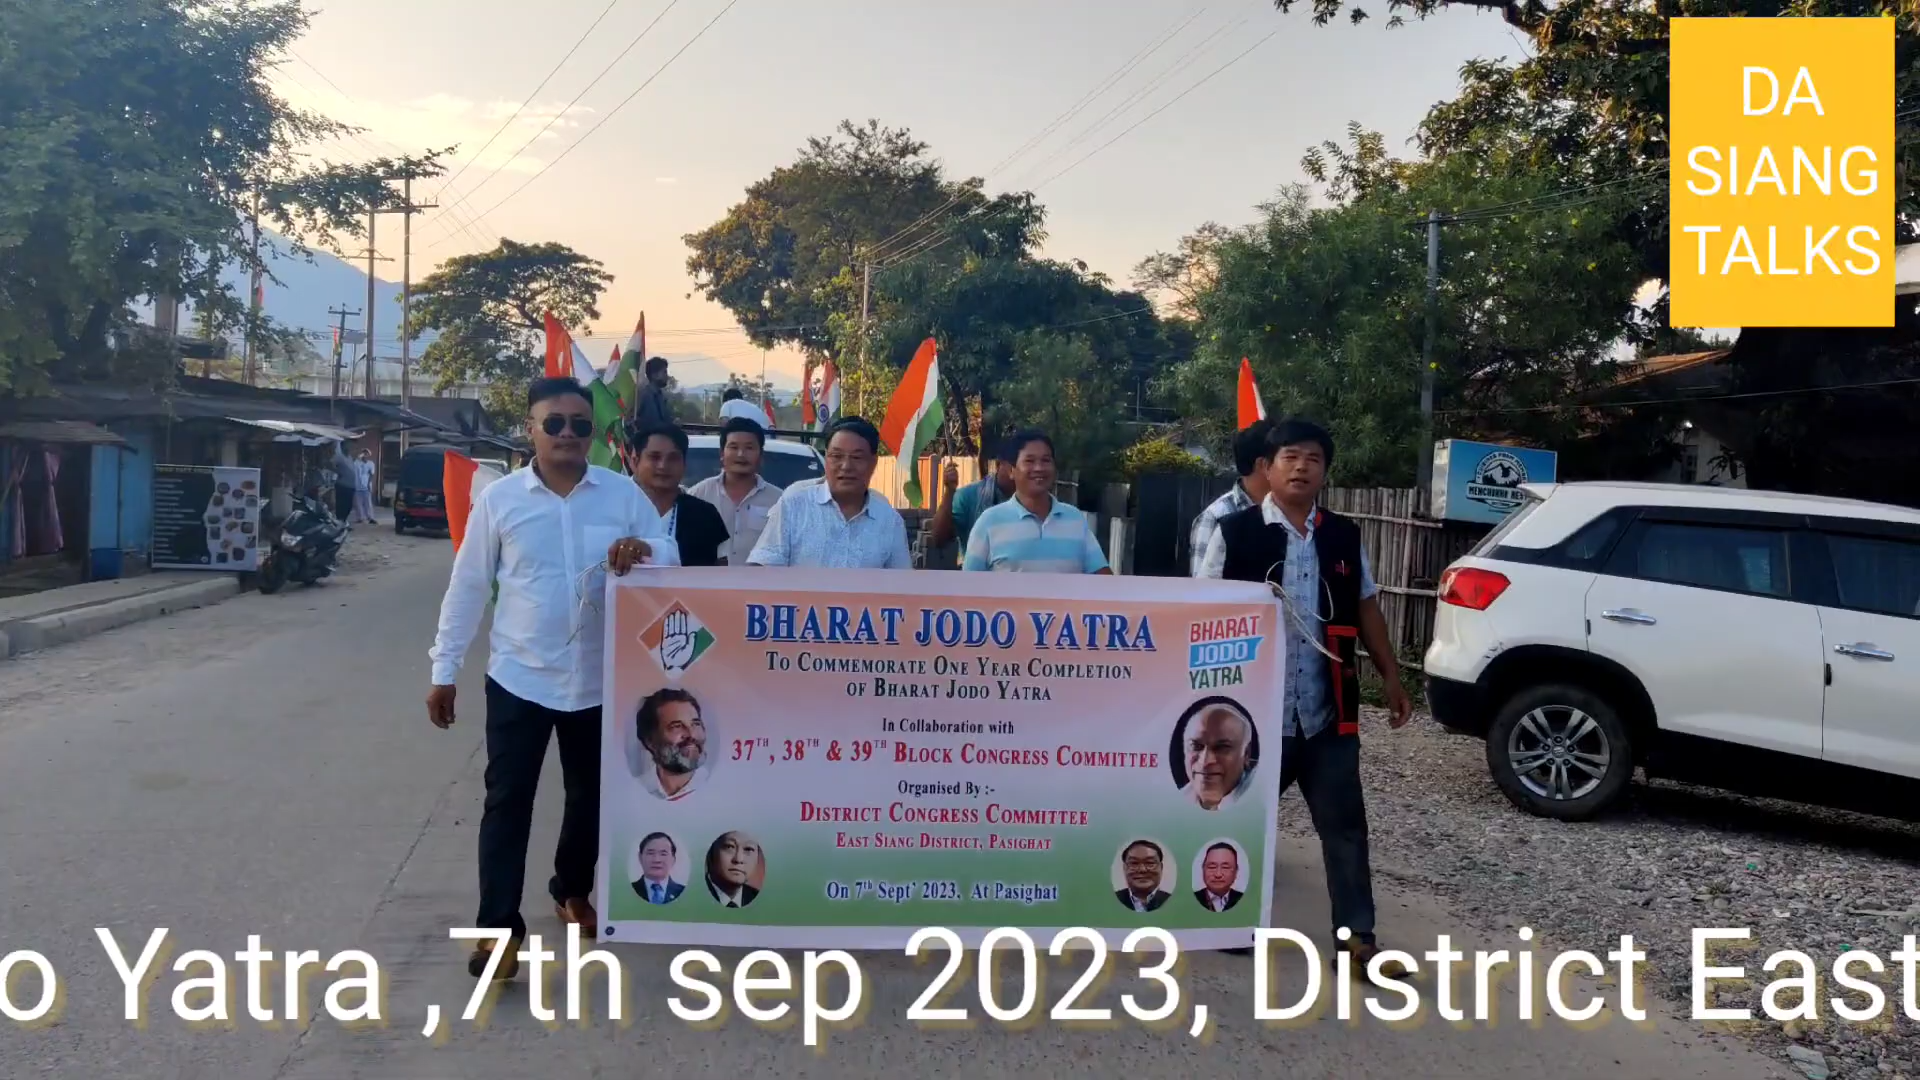 DA
SIANG
TALKS
BHARAT JODO YATRA
TO COMMEMORATE ONE YEAR COMPLETION
OF BHARAT JODO YATRA
BHARAT
JODO
YATRA
In Collaboration with
37TH, 38TH & 39TH BLOCK CONGRESS COMMITTEE
Organised By :-
DISTRICT CONGRESS COMMITTEE
EAST SIANG DISTRICT, PASIGHAT
On 7th Sept' 2023, At Pasighat
o Yatra ,7th sep 2023, District East